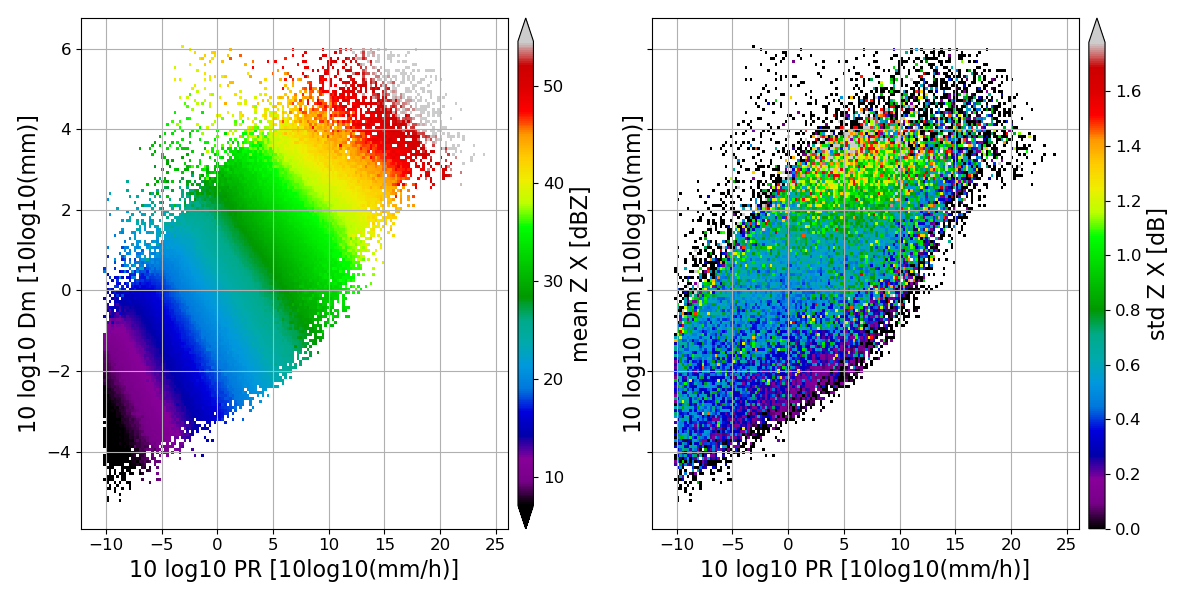 6
4
2
0
−2
−4
−10 −5 0 5 10 15 20 25
10 log10 Dm [10log10(mm)]
10 log10 PR [10log10(mm/h)]
50
40
30
20
10
mean Z X [dBZ]
−10 −5 0 5 10 15 20 25
10 log10 Dm [10log10(mm)]
10 log10 PR [10log10(mm/h)]
1.6
1.4
1.2
1.0
0.8
0.6
0.4
0.2
0.0
std Z X [dB]